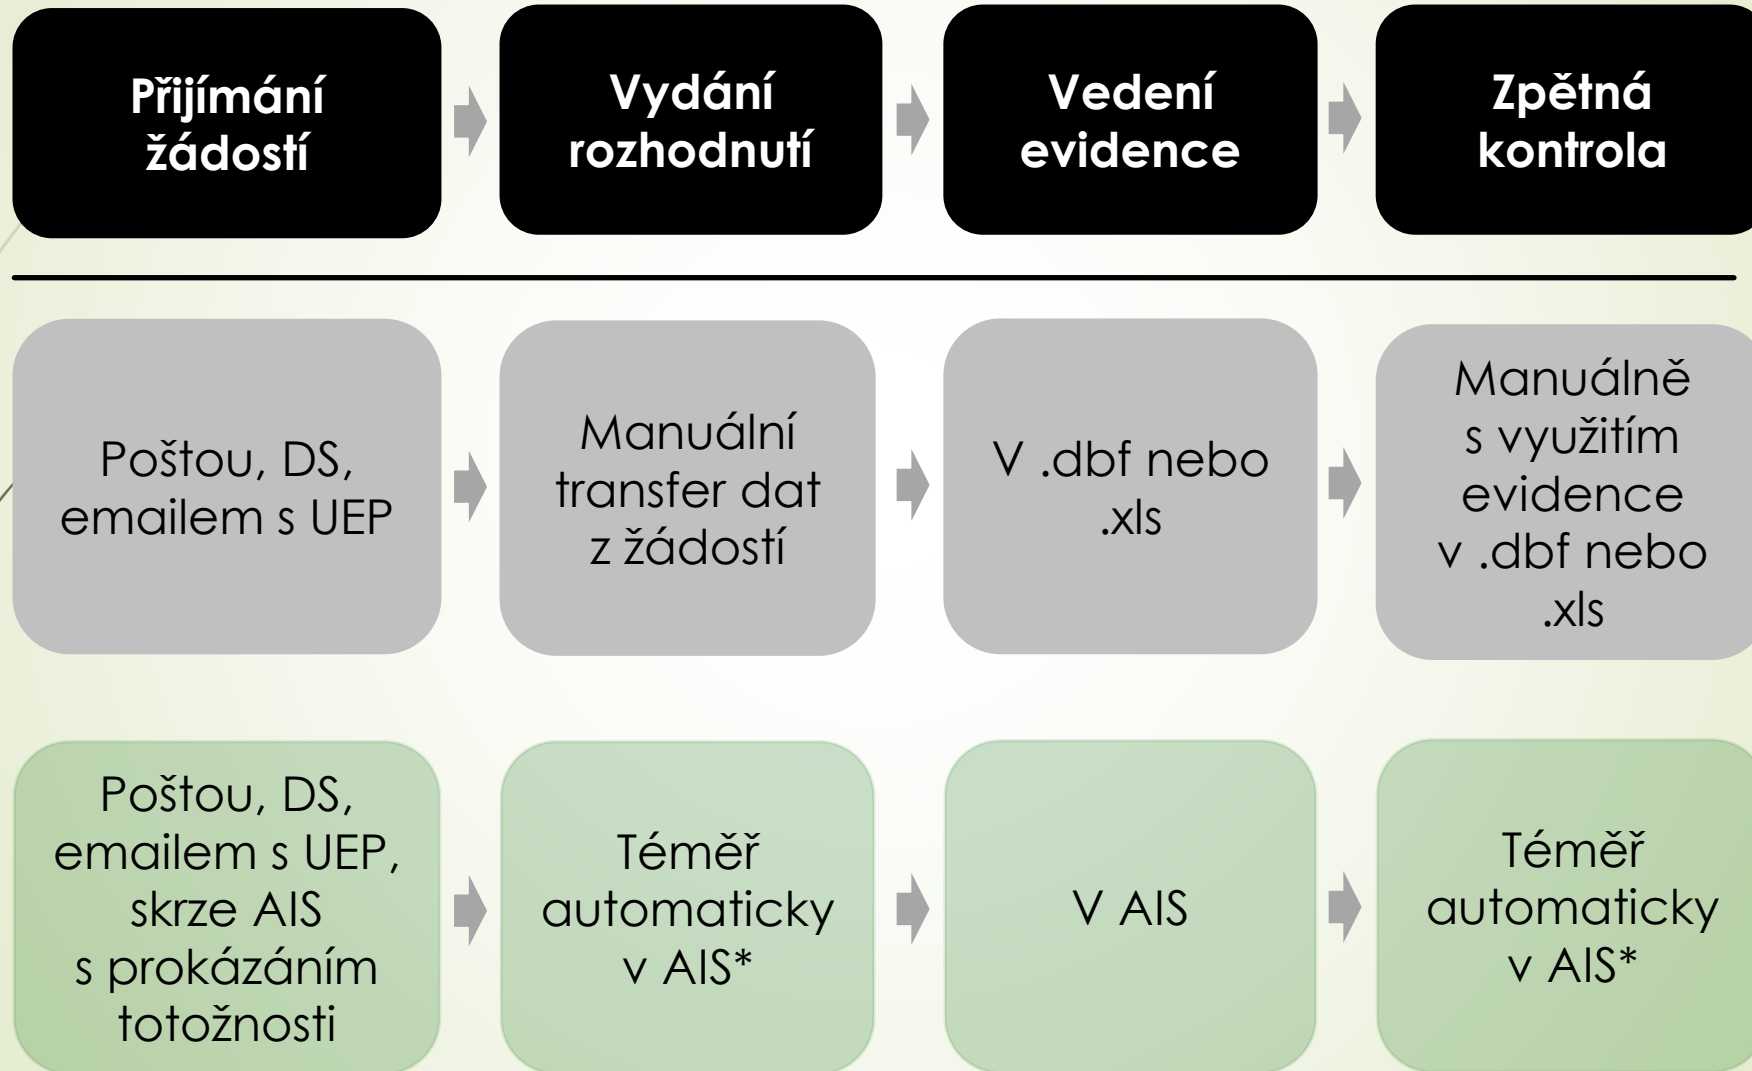 Přijímání
žádostí
Vydání
rozhodnutí
Vedení
evidence
Zpětná
kontrola
Poštou, DS,
emailem s UEP
Manuální
transfer dat
z žádostí
V .dbf nebo
.xls
Manuálně
s využitím
evidence
v .dbf nebo
.xls
Poštou, DS,
emailem s UEP,
skrze AIS
s prokázáním
totožnosti
Téměř
automaticky
v AIS*
V AIS
Téměř
automaticky
v AIS*